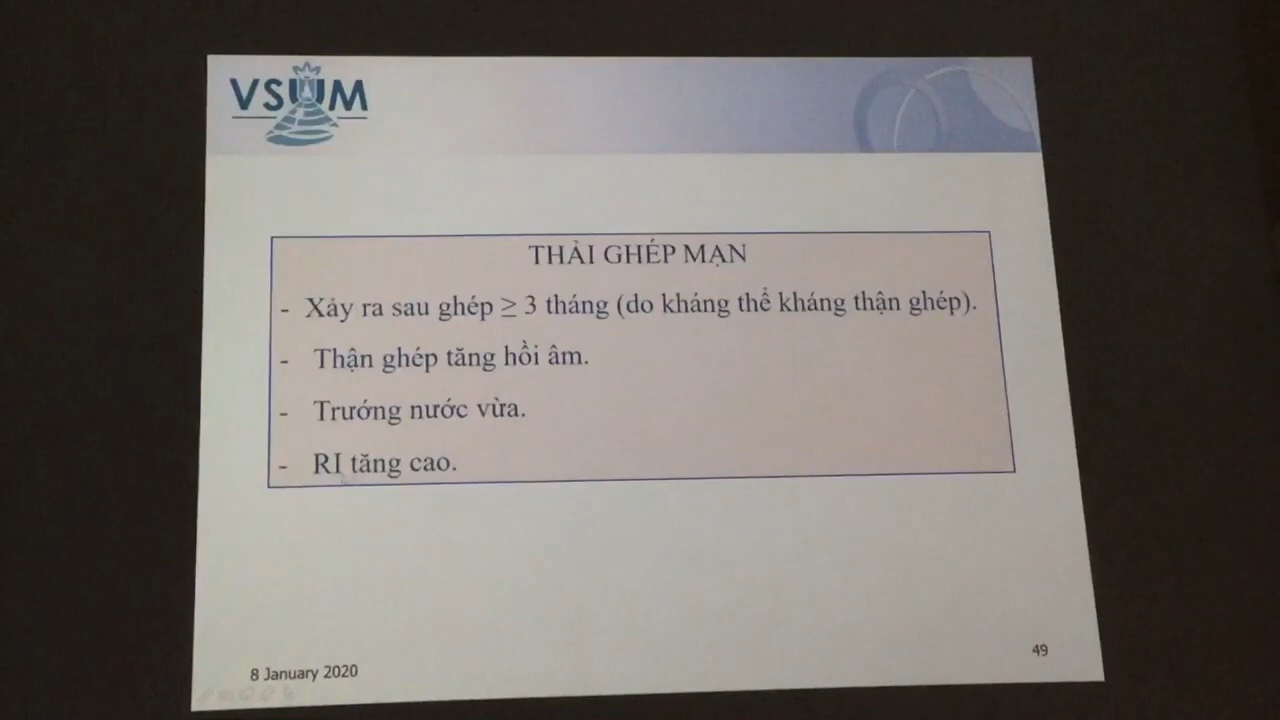 VSUM
THẢI GHÉP MẠN
- Xảy ra sau ghép ≥ 3 tháng (do kháng thể kháng thận ghép).
- Thận ghép tăng hồi âm.
- Trướng nước vừa.
- RI tăng cao.
49
8 January 2020